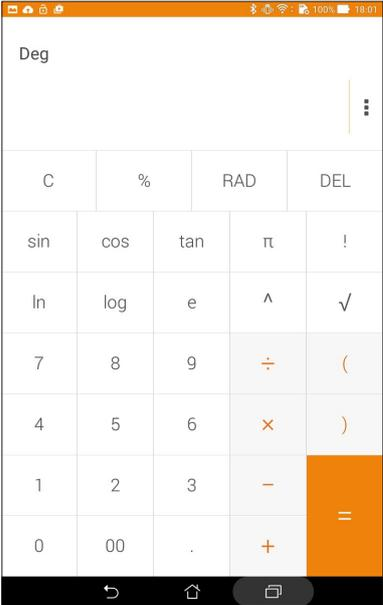 100% 18:01
Deg
C % RAD DEL
sin cos tan π !
ln log e ^ √
7 8 9 ÷ (
4 5 6 × )
1 2 3 −
=
0 00 . +